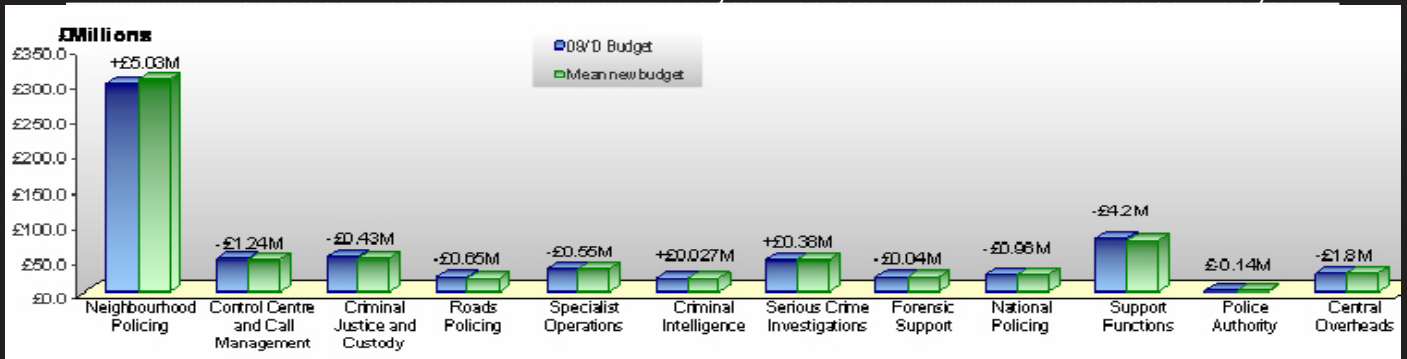 £Millions
09/10 Budget
Mean new budget
£350.0
£300.0
£250.0
£200.0
£150.0
£100.0
£50.0
£0.0
+£5.03M
-£1.24M
-£0.43M
-£0.65M
-£0.55M
+£0.027M
+£0.38M
-£0.04M
-£0.96M
-£4.2M
£-0.14M
-£1.8M
Neighbourhood
Policing
Control Centre
and Call
Management
Criminal
Justice and
Custody
Roads
Policing
Specialist
Operations
Criminal
Intelligence
Serious Crime
Investigations
Forensic
Support
National
Policing
Support
Functions
Police
Authority
Central
Overheads